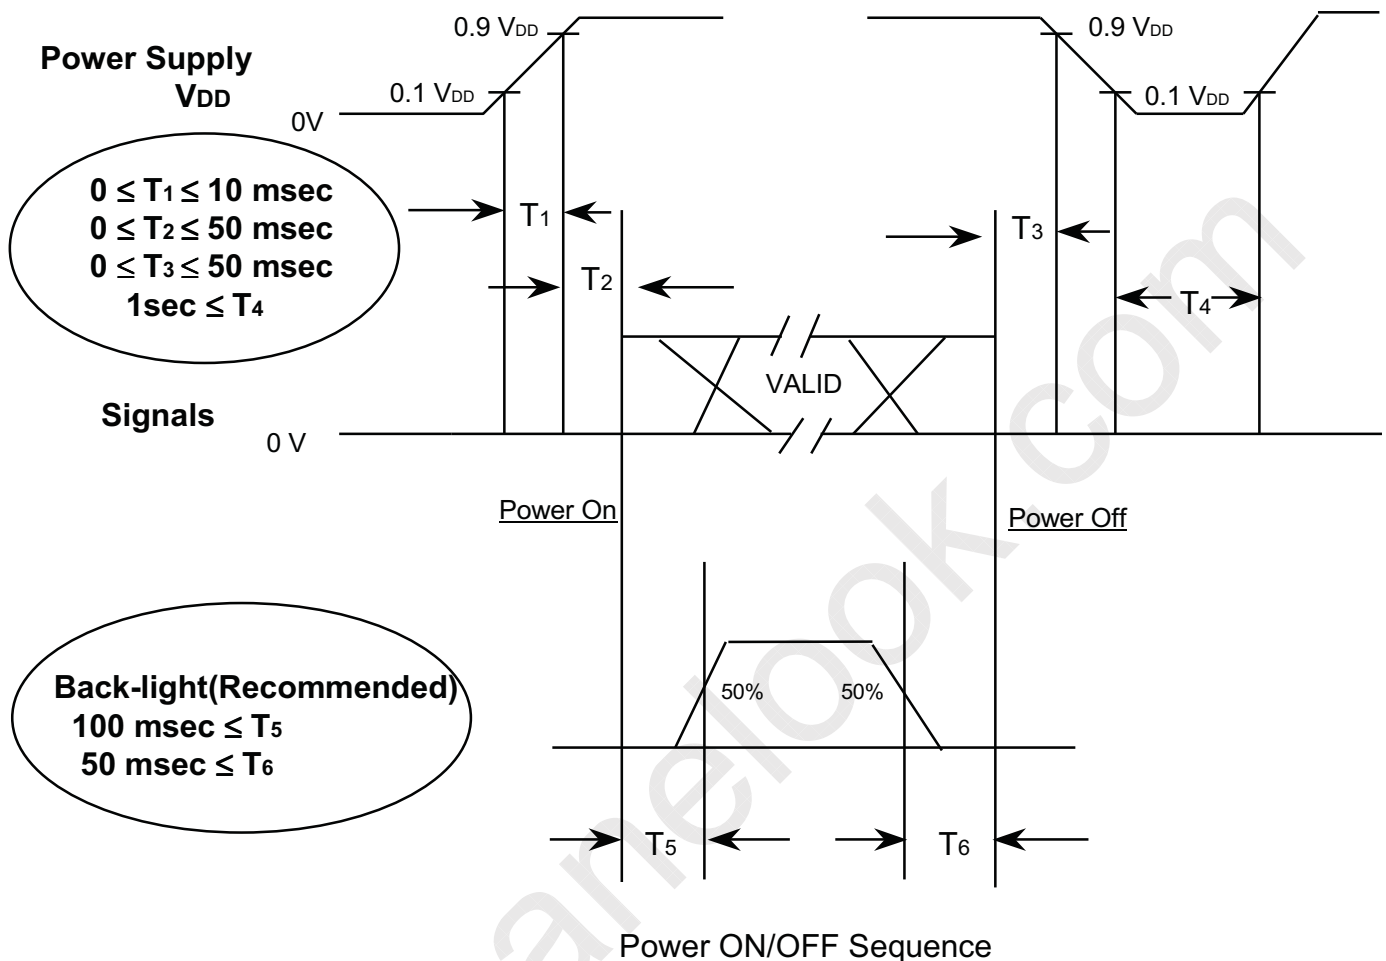 0.9 VDD
0.9 VDD
Power Supply
VDD
0.1 VDD
0.1 VDD
0V
0 ≤ T1 ≤ 10 msec
0 ≤ T2 ≤ 50 msec
0 ≤ T3 ≤ 50 msec
1sec ≤ T4
T1
T2
T3
T4
VALID
Signals
0 V
Power On
Power Off
Back-light(Recommended)
100 msec ≤ T5
50 msec ≤ T6
50%
50%
T5
T6
Power ON/OFF Sequence
anelook.com